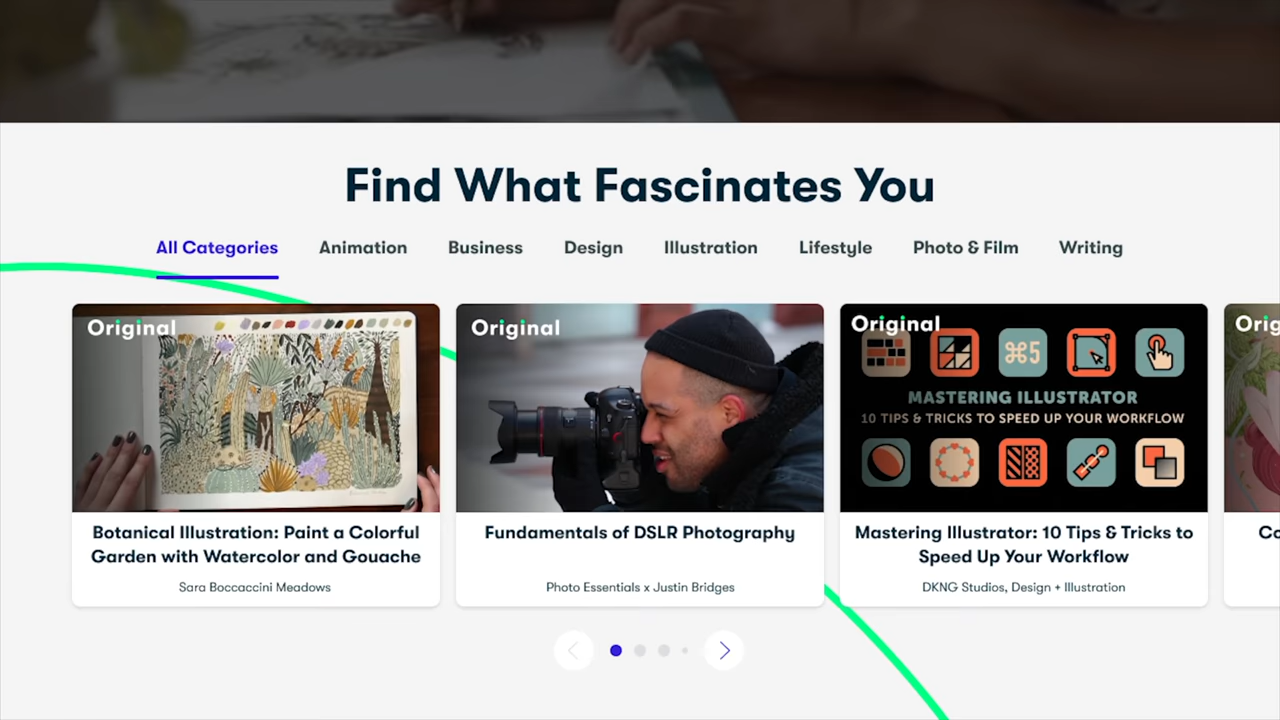 Find What Fascinates You
All Categories Animation Business Design Illustration Lifestyle Photo & Film Writing
Original
Botanical Illustration: Paint a Colorful
Garden with Watercolor and Gouache
Sara Boccaccini Meadows
Original
Fundamentals of DSLR Photography
Photo Essentials x Justin Bridges
Original
⌘5
MASTERING ILLUSTRATOR
10 TIPS & TRICKS TO SPEED UP YOUR WORKFLOW
Mastering Illustrator: 10 Tips & Tricks to
Speed Up Your Workflow
DKNG Studios, Design + Illustration
Orig
Co